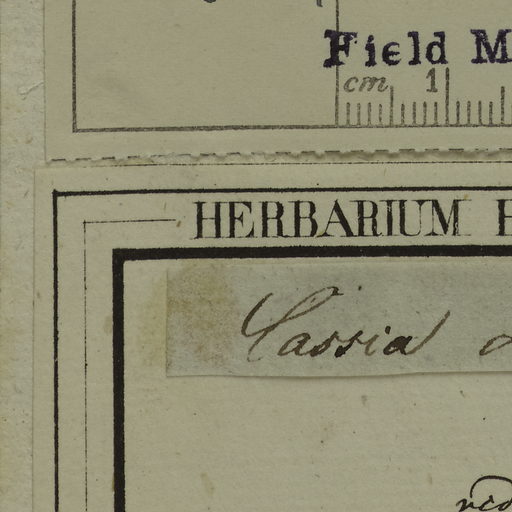 Field M
cm 1
HERBARIUM
Cassia